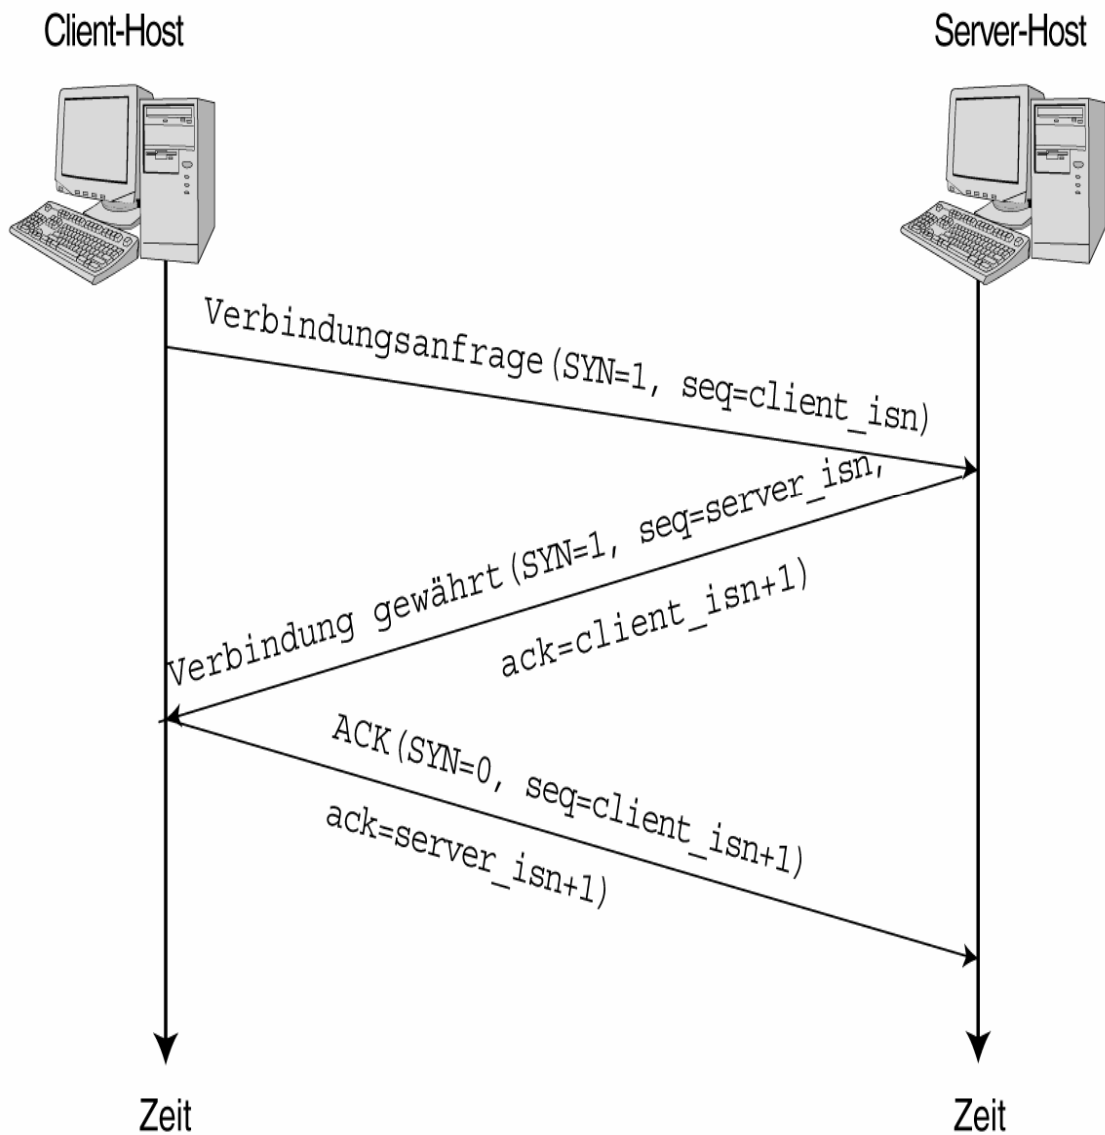 Client-Host
Server-Host
Verbindungsanfrage(SYN=1, seq=client_isn)
Verbindung gewährt(SYN=1, seq=server_isn,
ack=client_isn+1)
ACK(SYN=0, seq=client_isn+1)
ack=server_isn+1)
Zeit
Zeit